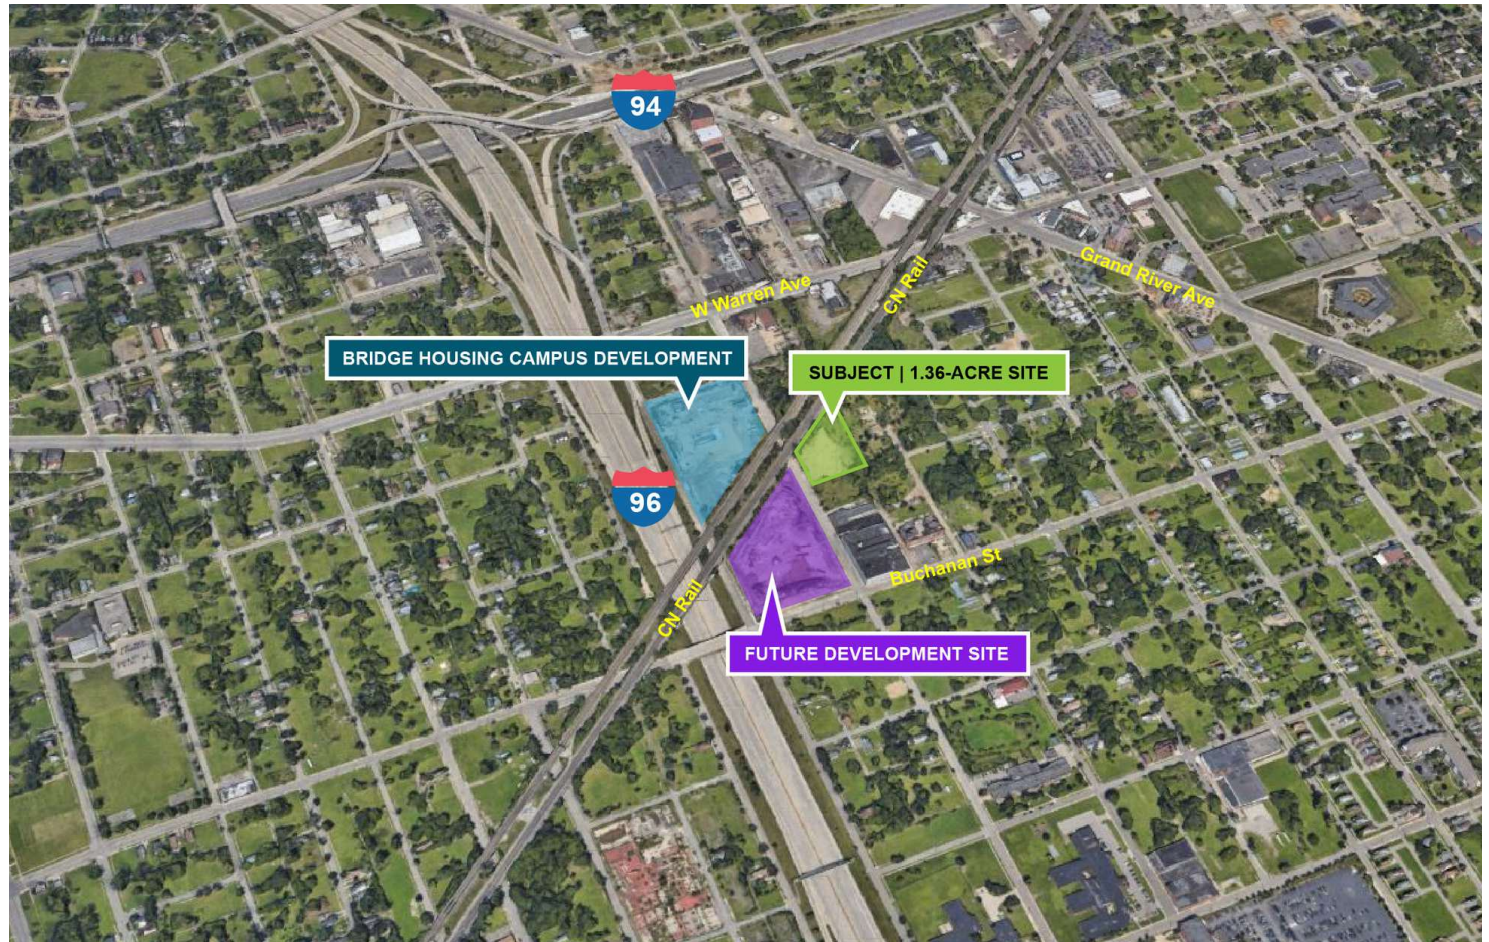 94
Grand River Ave
CN Rail
W Warren Ave
BRIDGE HOUSING CAMPUS DEVELOPMENT
SUBJECT | 1.36-ACRE SITE
96
Buchanan St
CN Rail
FUTURE DEVELOPMENT SITE